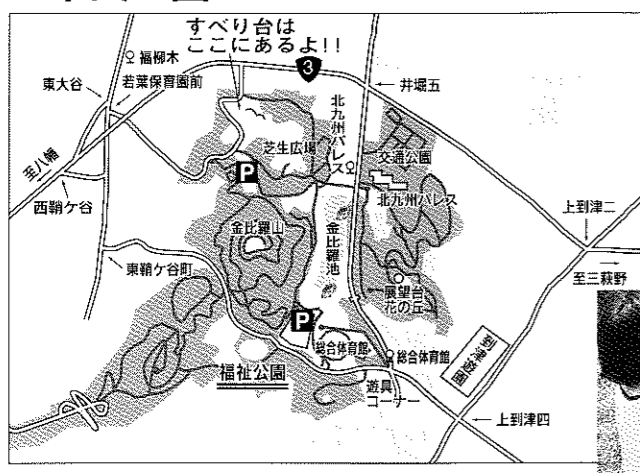 すべり台は
ここにあるよ!!
福柳木
東大谷
若葉保育園前
3
井堀五
北九州パレス
芝生広場
交通公園
P
至八幡
西鞘ケ谷
北九州パレス
上到津二
金比羅山
金比羅池
東鞘ケ谷町
至三萩野
展望台
花の丘
P
総合体育館
総合体育館
到津遊園
福祉公園
遊具
コーナー
上到津四